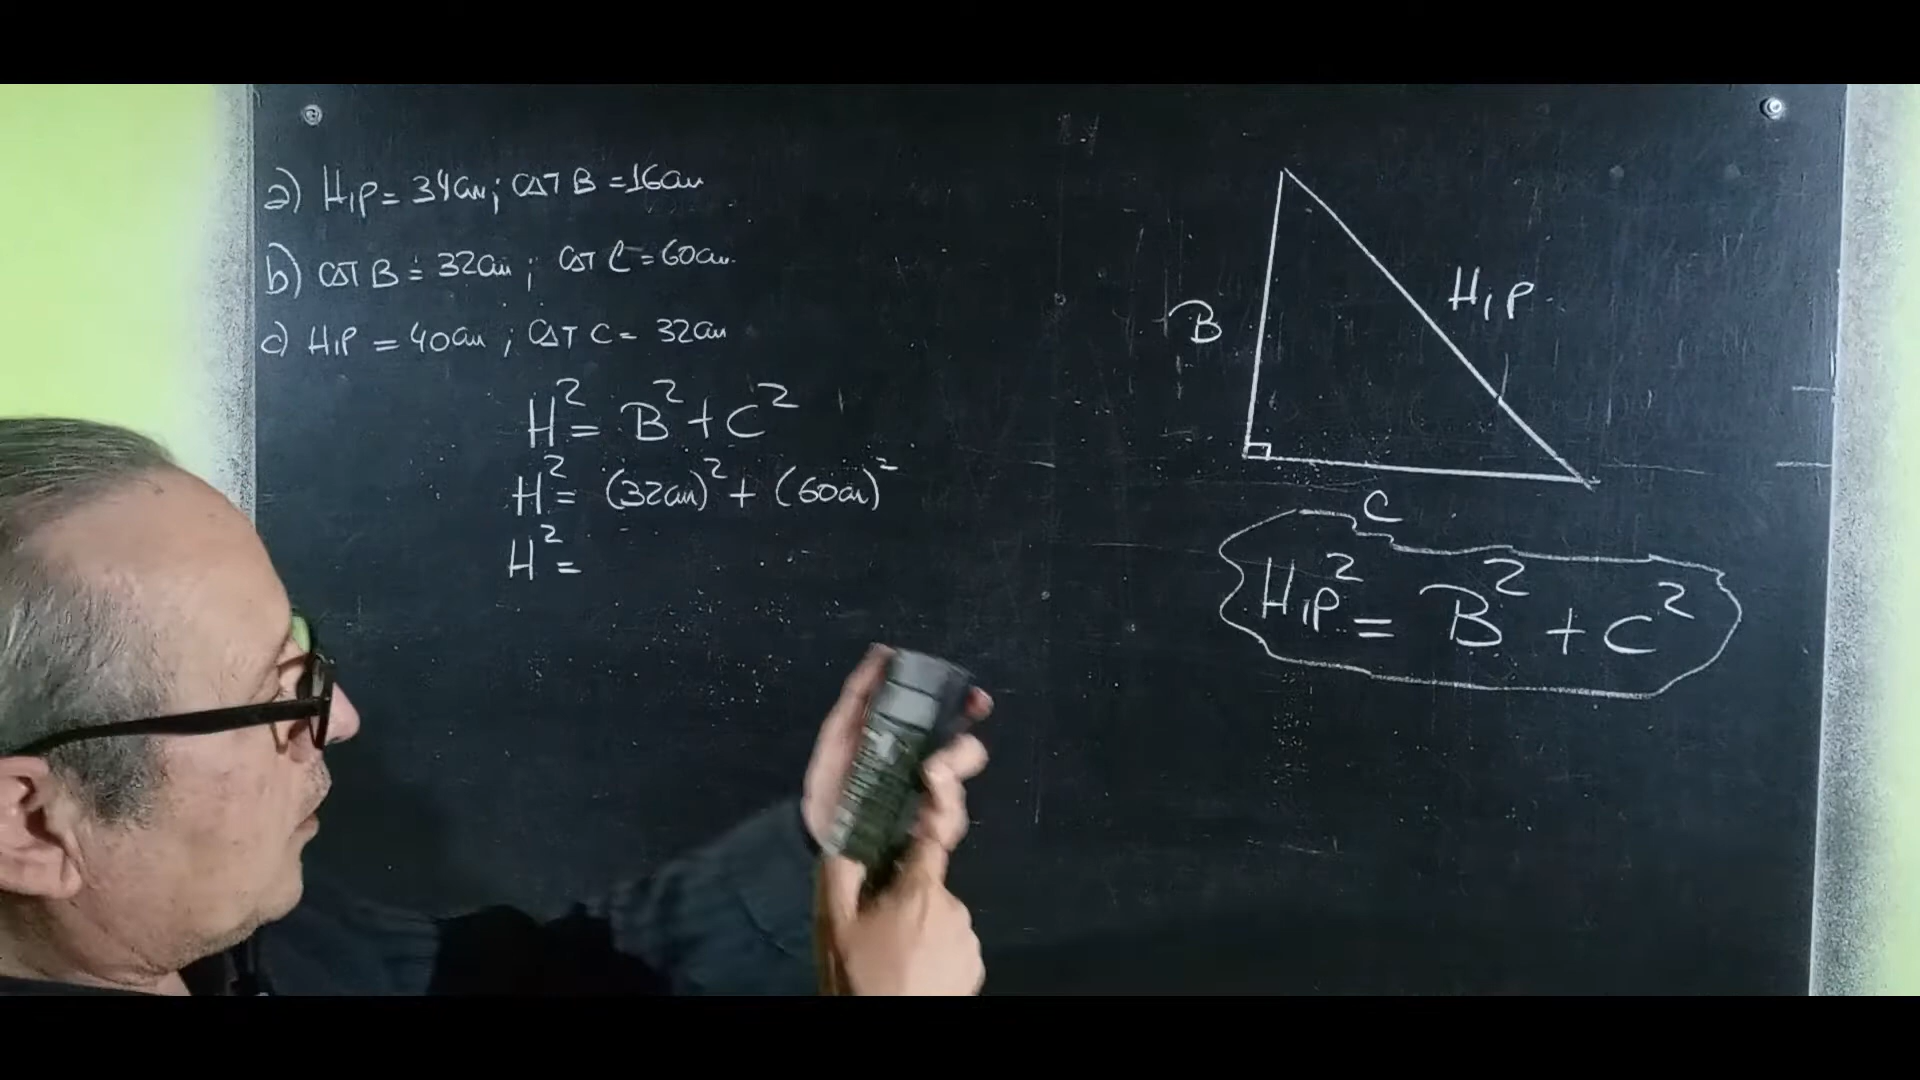 a) Hip = 34cm; CAT B = 16cm
b) CAT B = 32cm; CAT C = 60cm.
c) HIP = 40cm; CAT C = 32cm
H² = B² + C²
H² = (32cm)² + (60cm)²
H² =
B
Hip
C
Hip² = B² + C²